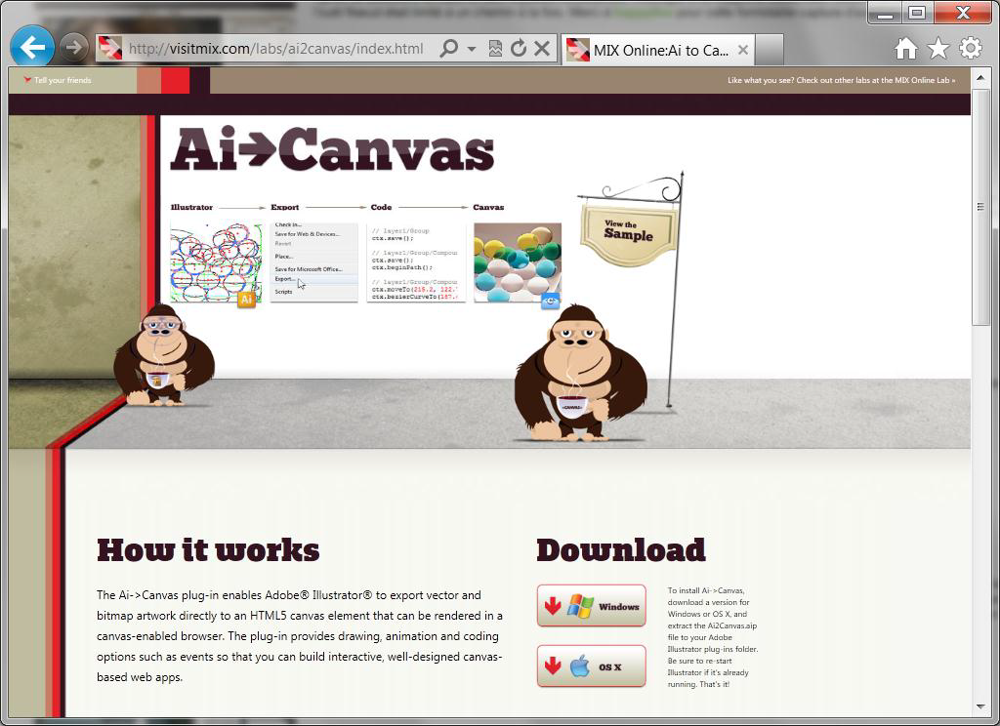 http://visitmix.com/labs/ai2canvas/index.html
MIX Online:Ai to Ca...
Tell your friends
Like what you see? Check out other labs at the MIX Online Lab »
Ai➔Canvas
Illustrator
Export
Code
Canvas
Check In...
Save for Web & Devices...
Revert
Place...
Save for Microsoft Office...
Export...
Scripts
// layer1/Group
ctx.save();
// layer1/Group/Compou
ctx.save();
ctx.beginPath();
// layer1/Group/Compou
ctx.moveTo(215.2, 122.
ctx.bezierCurveTo(187.
Ai
View the
Sample
CANVAS
How it works
The Ai->Canvas plug-in enables Adobe® Illustrator® to export vector and
bitmap artwork directly to an HTML5 canvas element that can be rendered in a
canvas-enabled browser. The plug-in provides drawing, animation and coding
options such as events so that you can build interactive, well-designed canvas-
based web apps.
Download
Windows
OS X
To install Ai->Canvas,
download a version for
Windows or OS X, and
extract the Ai2Canvas.aip
file to your Adobe
Illustrator plug-ins folder.
Be sure to re-start
Illustrator if it's already
running. That's it!